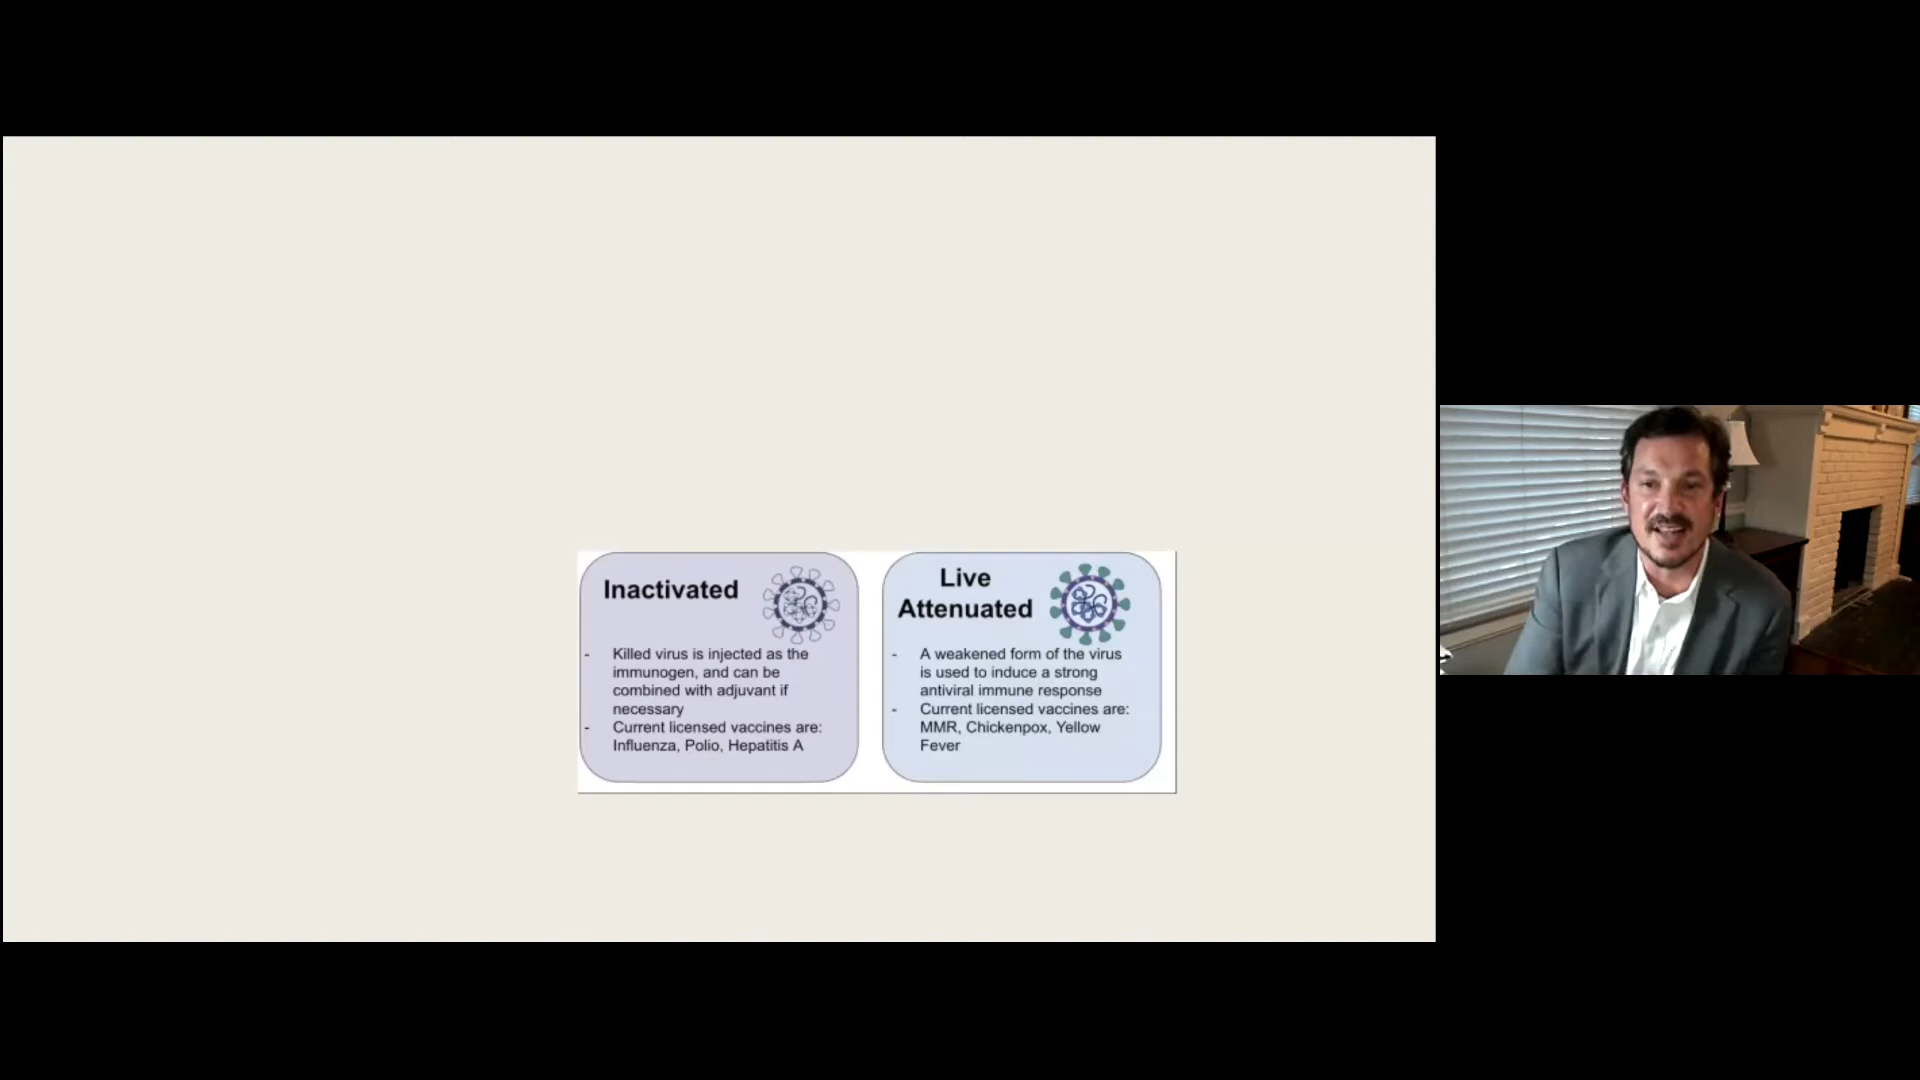 Inactivated
- Killed virus is injected as the
immunogen, and can be
combined with adjuvant if
necessary
- Current licensed vaccines are:
Influenza, Polio, Hepatitis A
Live
Attenuated
- A weakened form of the virus
is used to induce a strong
antiviral immune response
- Current licensed vaccines are:
MMR, Chickenpox, Yellow
Fever